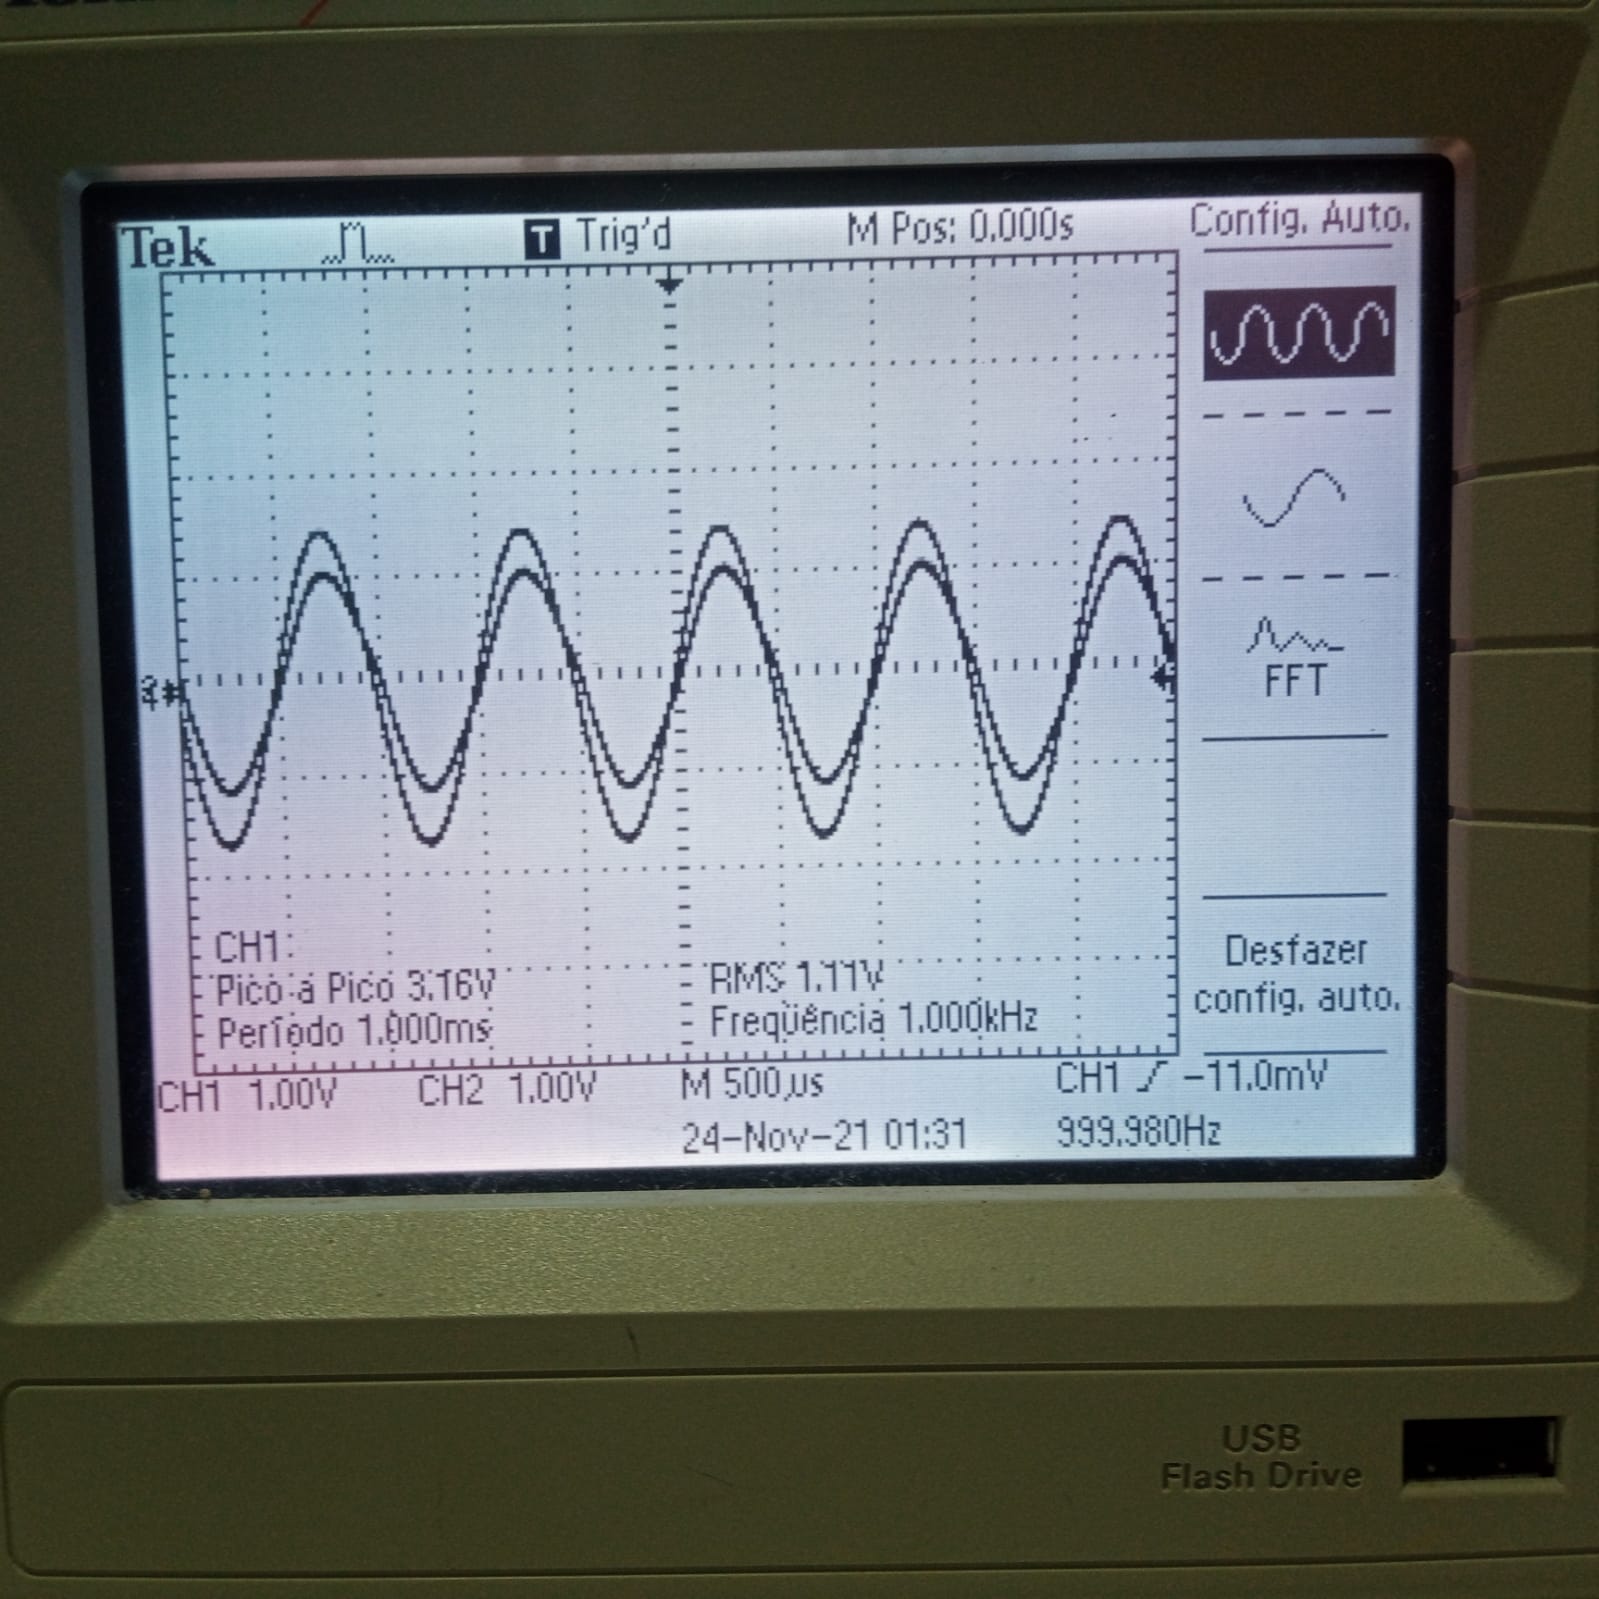 Tek T Trig'd M Pos: 0.000s Config. Auto.
FFT
CH1:
Pico a Pico 3.16V RMS 1.11V
Período 1.000ms Freqüência 1.000kHz
Desfazer
config. auto.
CH1 1.00V CH2 1.00V M 500µs CH1 -11.0mV
24-Nov-21 01:31 999.980Hz
USB
Flash Drive